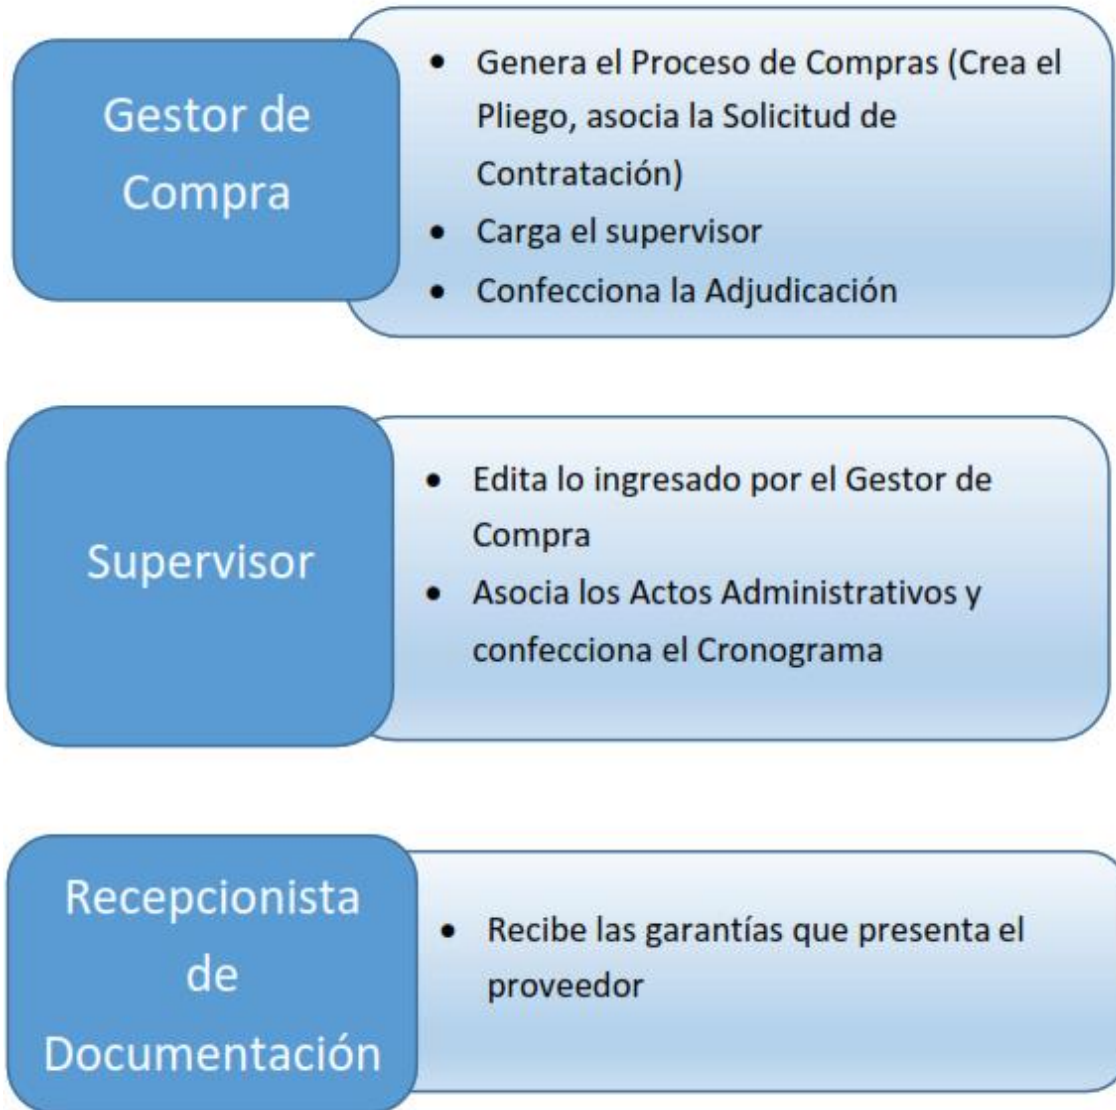 Gestor de
Compra
• Genera el Proceso de Compras (Crea el
Pliego, asocia la Solicitud de
Contratación)
• Carga el supervisor
• Confecciona la Adjudicación
Supervisor
• Edita lo ingresado por el Gestor de
Compra
• Asocia los Actos Administrativos y
confecciona el Cronograma
Recepcionista
de
Documentación
• Recibe las garantías que presenta el
proveedor